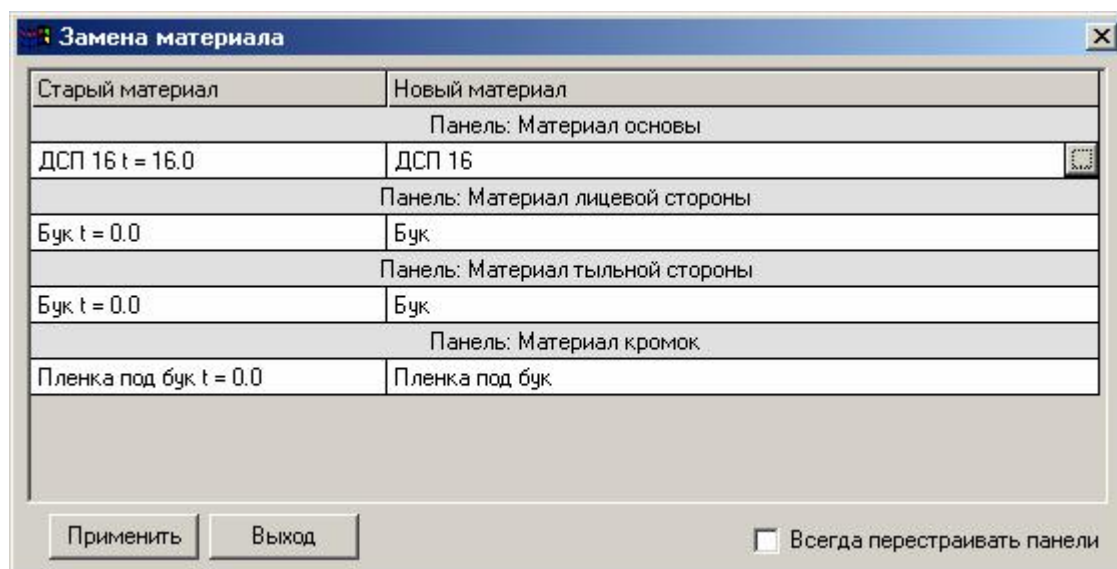 Замена материала
Старый материал Новый материал
Панель: Материал основы
ДСП 16 t = 16.0 ДСП 16 ...
Панель: Материал лицевой стороны
Бук t = 0.0 Бук
Панель: Материал тыльной стороны
Бук t = 0.0 Бук
Панель: Материал кромок
Пленка под бук t = 0.0 Пленка под бук
Применить Выход Всегда перестраивать панели